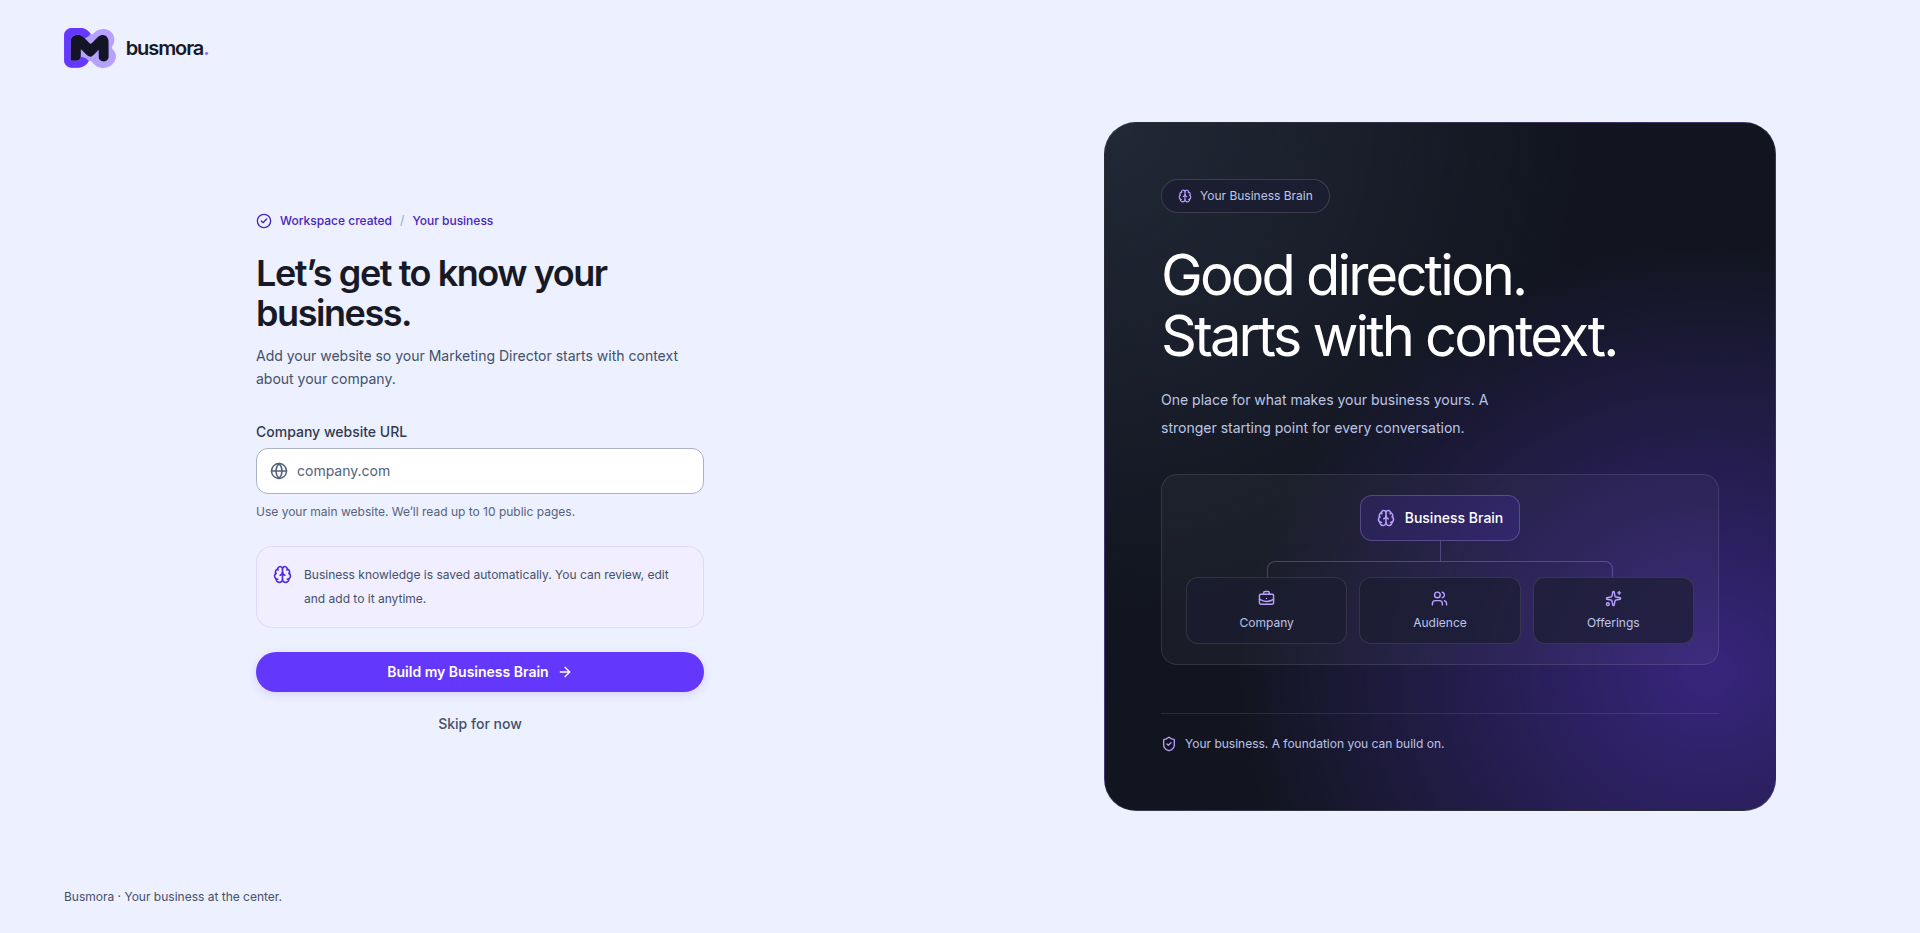 busmora.
Workspace created / Your business
Let’s get to know your
business.
Add your website so your Marketing Director starts with context
about your company.
Company website URL
company.com
Use your main website. We’ll read up to 10 public pages.
Business knowledge is saved automatically. You can review, edit
and add to it anytime.
Build my Business Brain
Skip for now
Busmora · Your business at the center.
Your Business Brain
Good direction.
Starts with context.
One place for what makes your business yours. A
stronger starting point for every conversation.
Business Brain
Company
Audience
Offerings
Your business. A foundation you can build on.